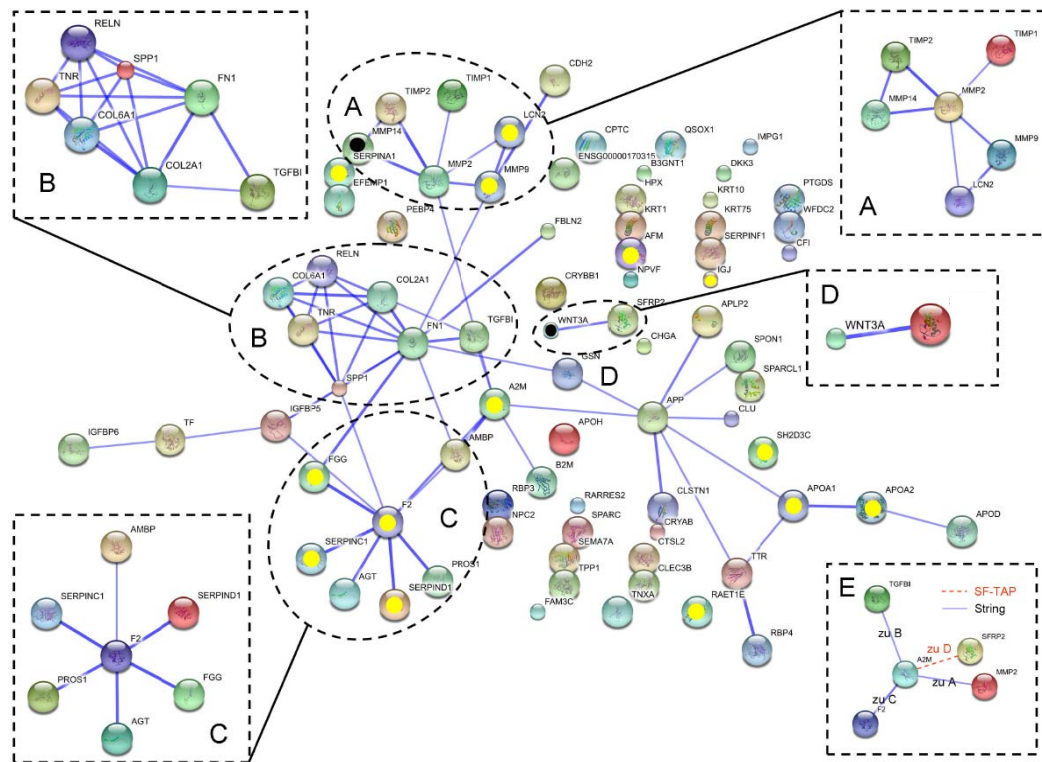 RELN
SPP1
TNR
FN1
COL6A1
COL2A1
TGFBI
B
A
TIMP2
TIMP1
CDH2
LCN2
MMP14
SERPINA1
MMP2
MMP9
EFEMP1
PEBP4
FBLN2
CPTC
QSOX1
IMPG1
ENSG00000170315
B3GNT1
DKK3
HPX
KRT10
PTGDS
KRT1
KRT75
WFDC2
AFM
SERPINF1
CFI
NPVF
IGJ
TIMP2
TIMP1
MMP14
MMP2
MMP9
LCN2
A
RELN
COL6A1
COL2A1
TNR
FN1
TGFBI
B
SPP1
CRYBB1
SFRP2
WNT3A
CHGA
GSN
D
APLP2
SPON1
SPARCL1
D
WNT3A
IGFBP5
IGFBP6
TF
A2M
APP
CLU
AMBP
APOH
B2M
SH2D3C
FGG
F2
C
RBP3
RARRES2
CLSTN1
APOA1
APOA2
NPC2
SPARC
CRYAB
APOD
SERPINC1
SEMA7A
CTSL2
PROS1
TPP1
CLEC3B
TTR
AGT
SERPIND1
FAM3C
TNXA
RAET1E
RBP4
AMBP
SERPINC1
SERPIND1
F2
PROS1
FGG
AGT
C
E
TGFBII
SF-TAP
String
zu B
SFRP2
zu D
A2M
MMP2
zu A
zu C
F2